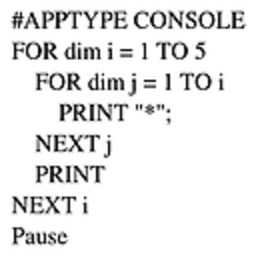 #APPTYPE CONSOLE
FOR dim i = 1 TO 5
FOR dim j = 1 TO i
PRINT "*";
NEXT j
PRINT
NEXT i
Pause